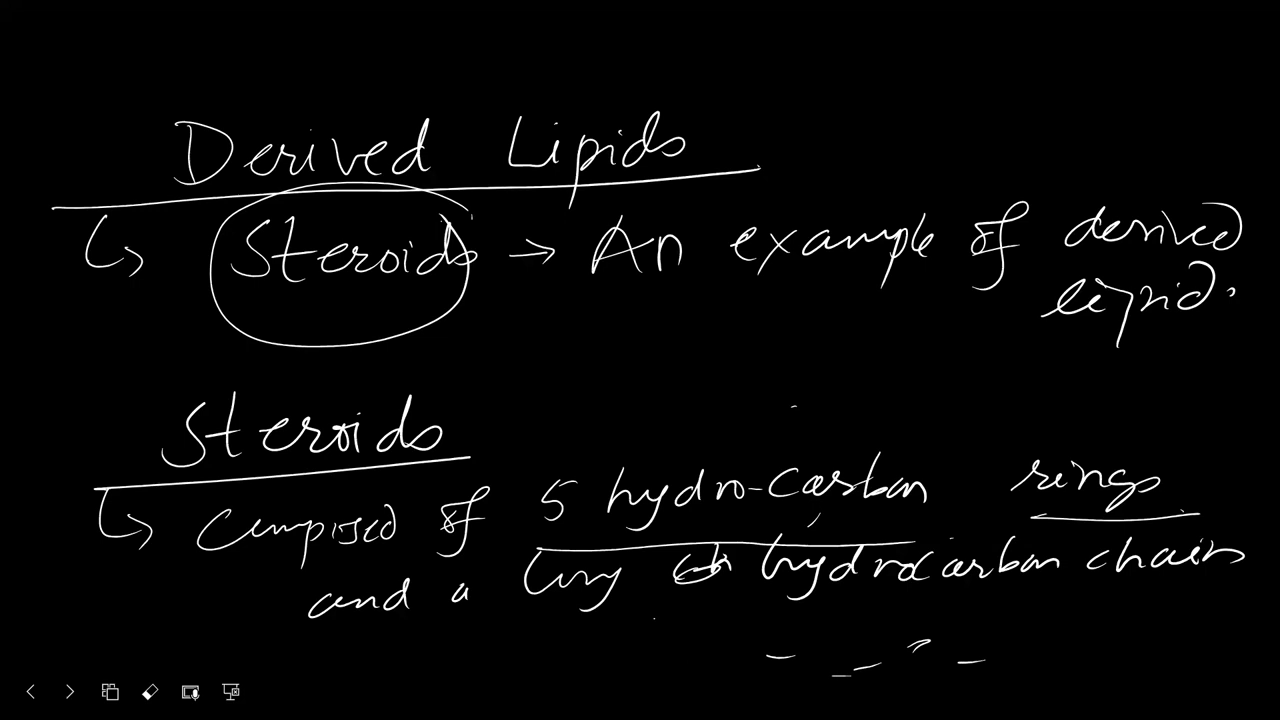 Derived Lipids
↳ Steroids → An example of derived
lipid.
Steroids
↳ composed of 5 hydro-carbon rings
and a long hydrocarbon chain